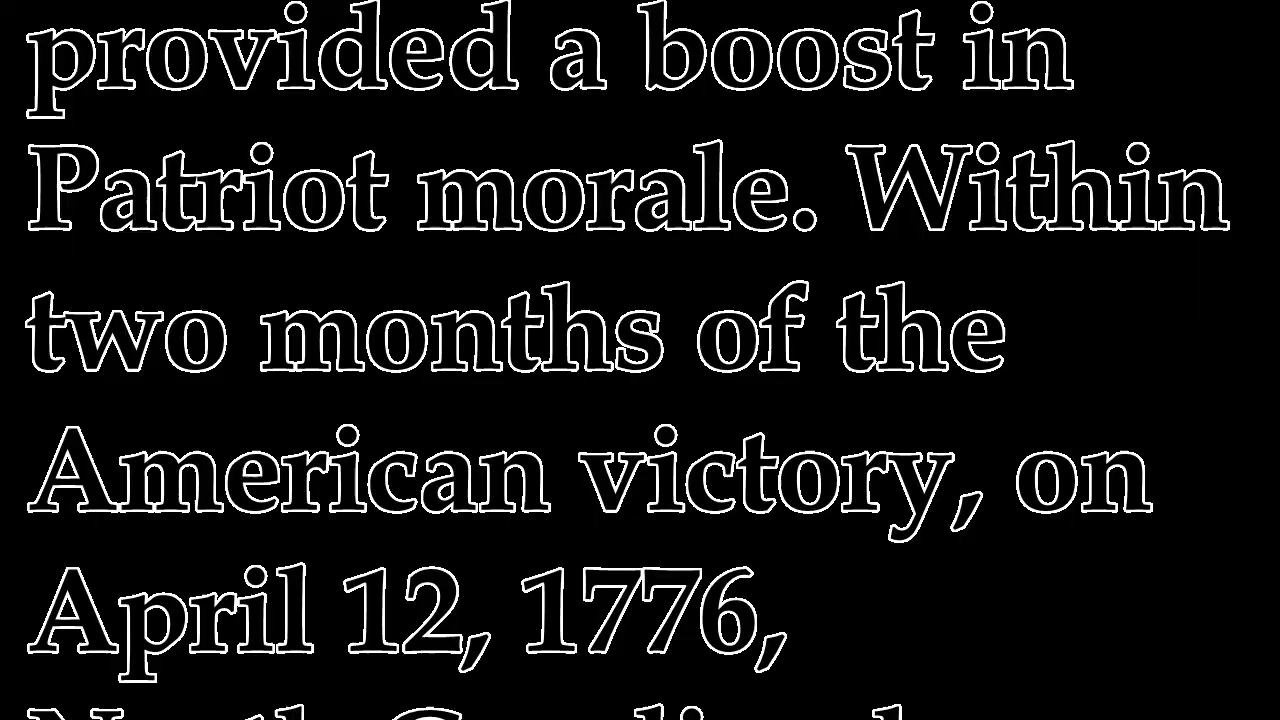 provided a boost in
Patriot morale. Within
two months of the
American victory, on
April 12, 1776,